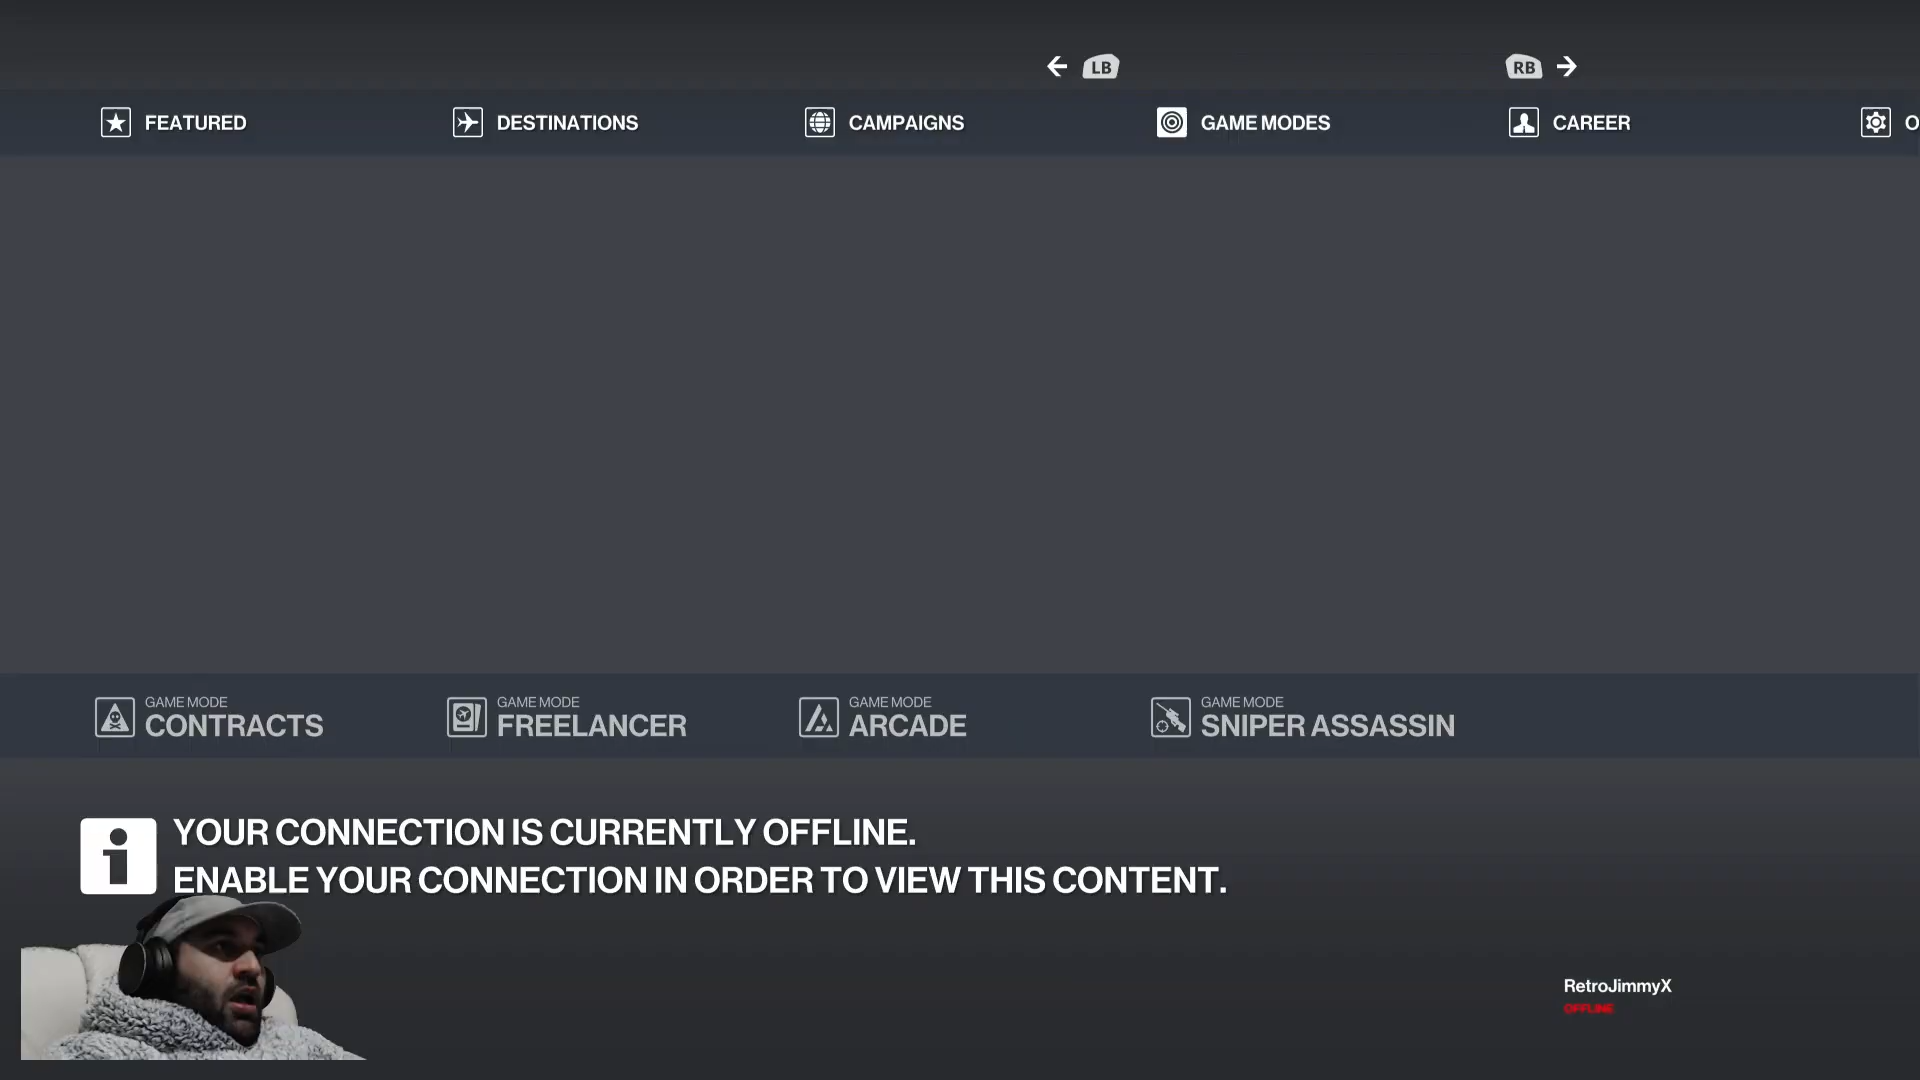 LB
RB
FEATURED
DESTINATIONS
CAMPAIGNS
GAME MODES
CAREER
O
GAME MODE
CONTRACTS
GAME MODE
FREELANCER
GAME MODE
ARCADE
GAME MODE
SNIPER ASSASSIN
YOUR CONNECTION IS CURRENTLY OFFLINE.
ENABLE YOUR CONNECTION IN ORDER TO VIEW THIS CONTENT.
RetroJimmyX
OFFLINE